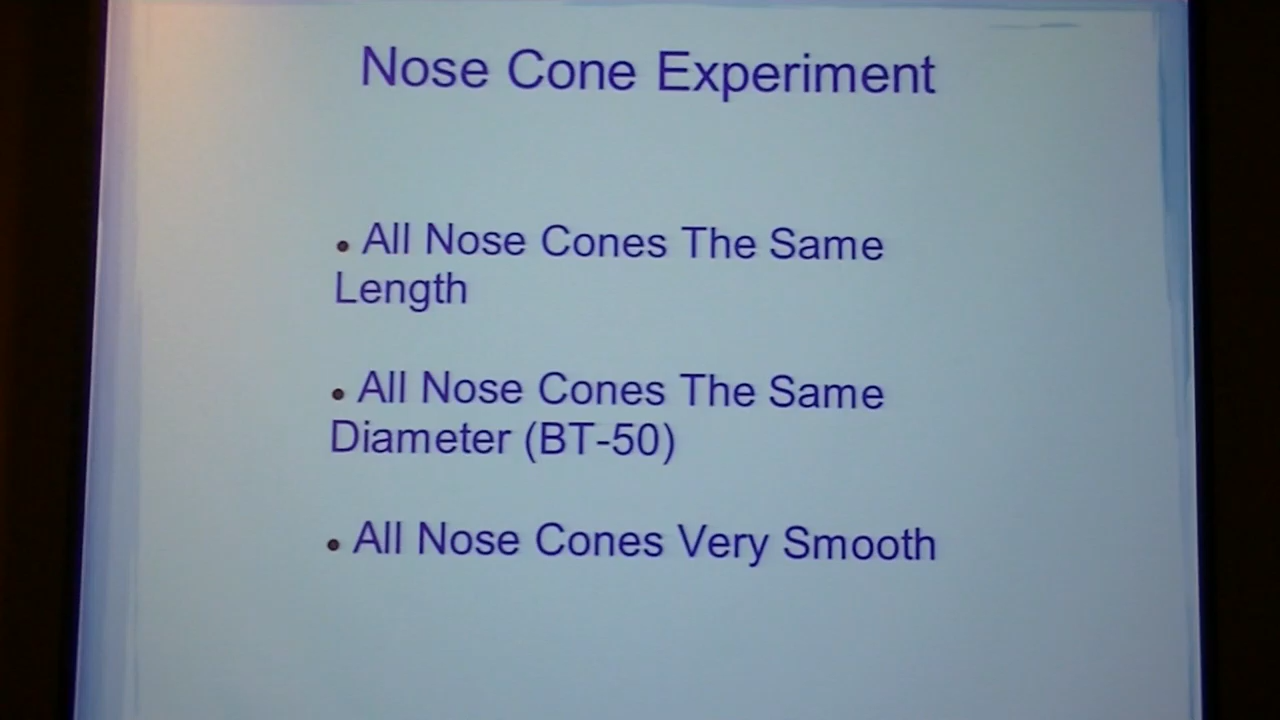 Nose Cone Experiment
• All Nose Cones The Same
Length
• All Nose Cones The Same
Diameter (BT-50)
• All Nose Cones Very Smooth